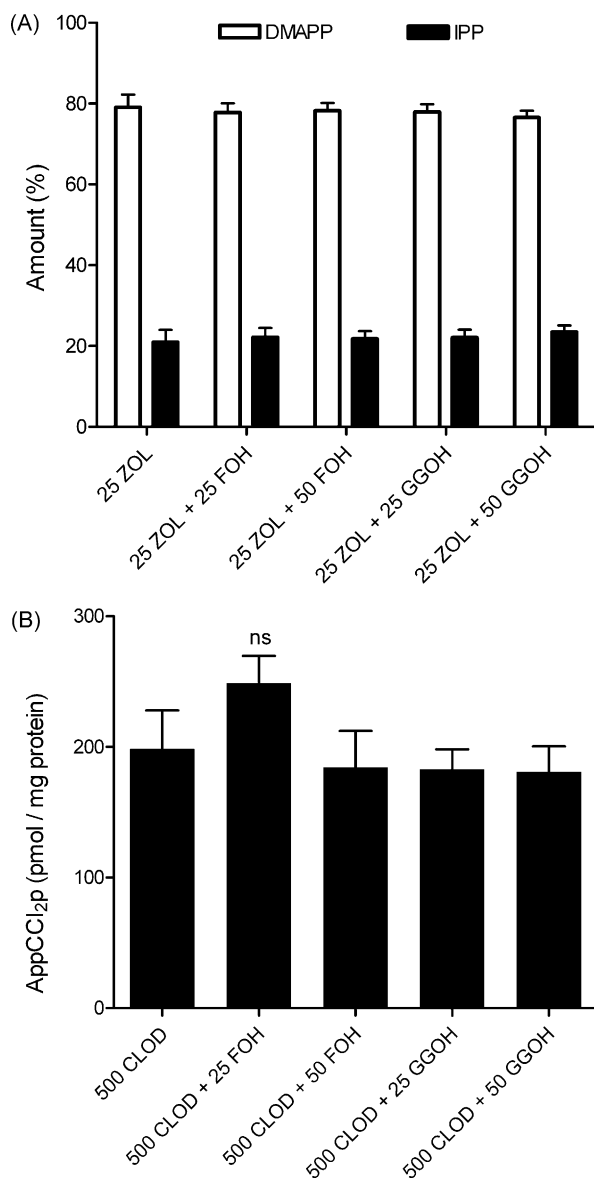 (A)
DMAPP IPP
100
80
60
40
20
0
Amount (%)
25 ZOL
25 ZOL + 25 FOH
25 ZOL + 50 FOH
25 ZOL + 25 GGOH
25 ZOL + 50 GGOH
(B)
ns
300
200
100
0
AppCCl₂p (pmol / mg protein)
500 CLOD
500 CLOD + 25 FOH
500 CLOD + 50 FOH
500 CLOD + 25 GGOH
500 CLOD + 50 GGOH